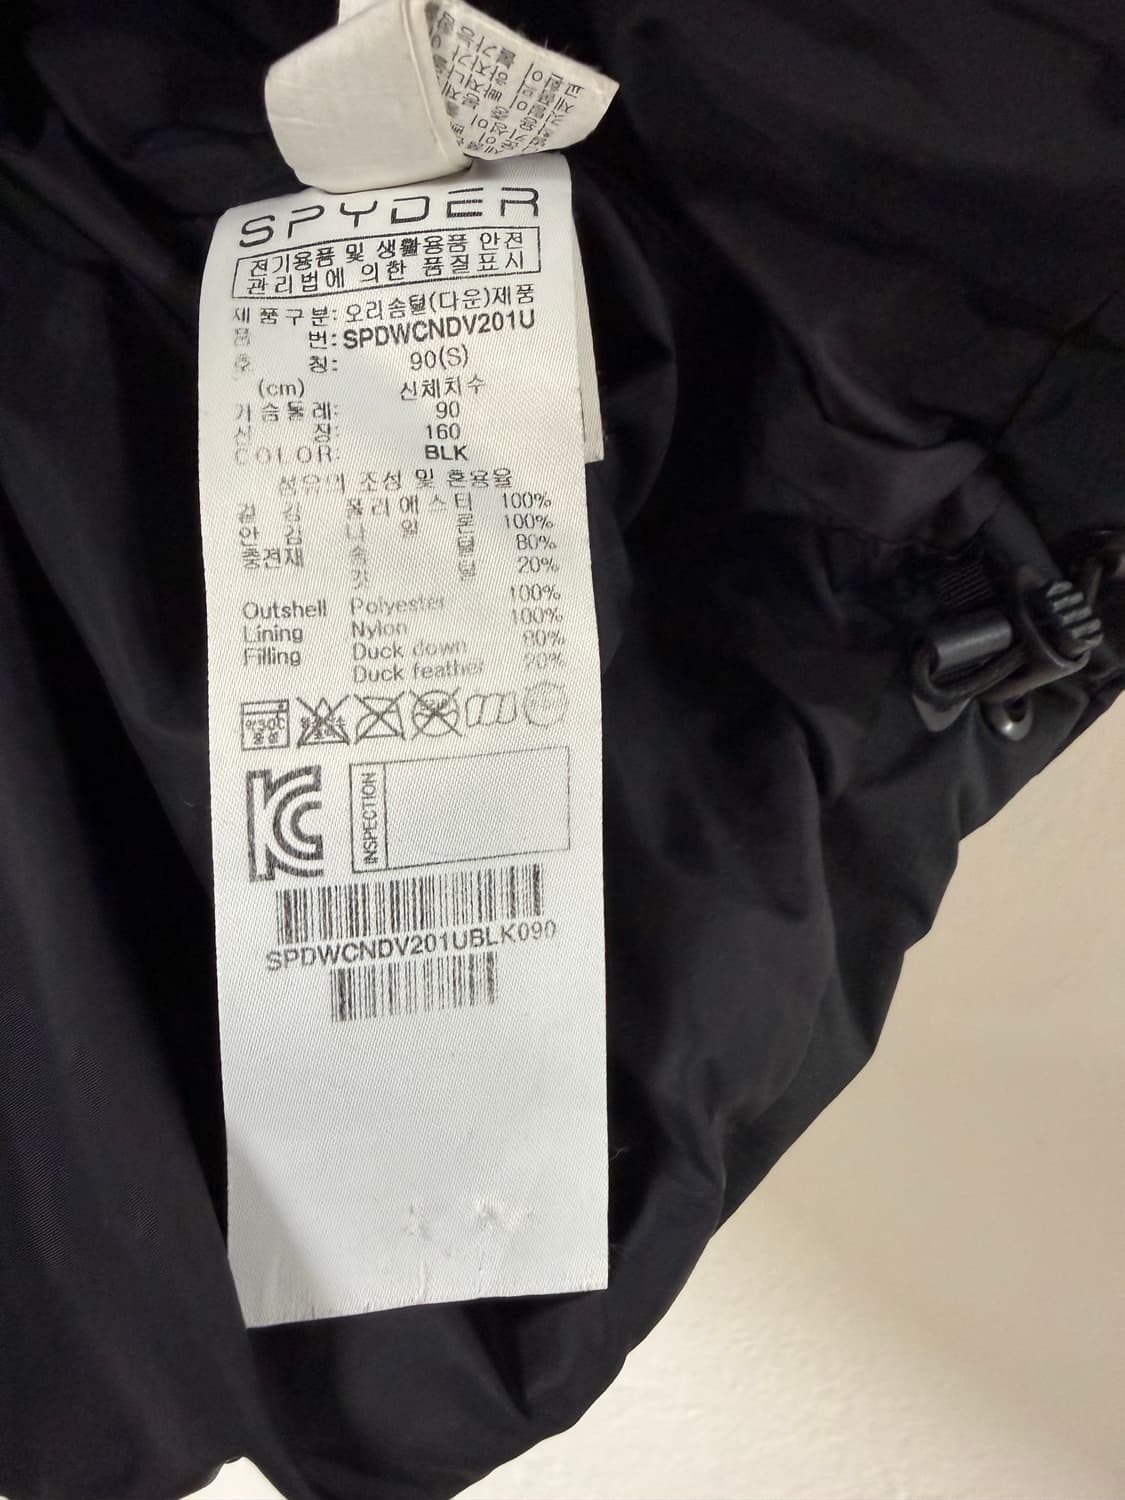 SPYDER
전기용품 및 생활용품 안전
관리법에 의한 품질표시
제품구분: 오리솜털(다운)제품
품 번: SPDWCNDV201U
호 칭: 90(S)
(cm) 신체치수
가슴둘레: 90
신 장: 160
COLOR: BLK
섬유의 조성 및 혼용율
겉 감 폴리에스터 100%
안 감 나 일 론 100%
충전재 솜 털 80%
깃 털 20%
Outshell Polyester 100%
Lining Nylon 100%
Filling Duck down 80%
Duck feather 20%
INSPECTION
SPDWCNDV201UBLK090